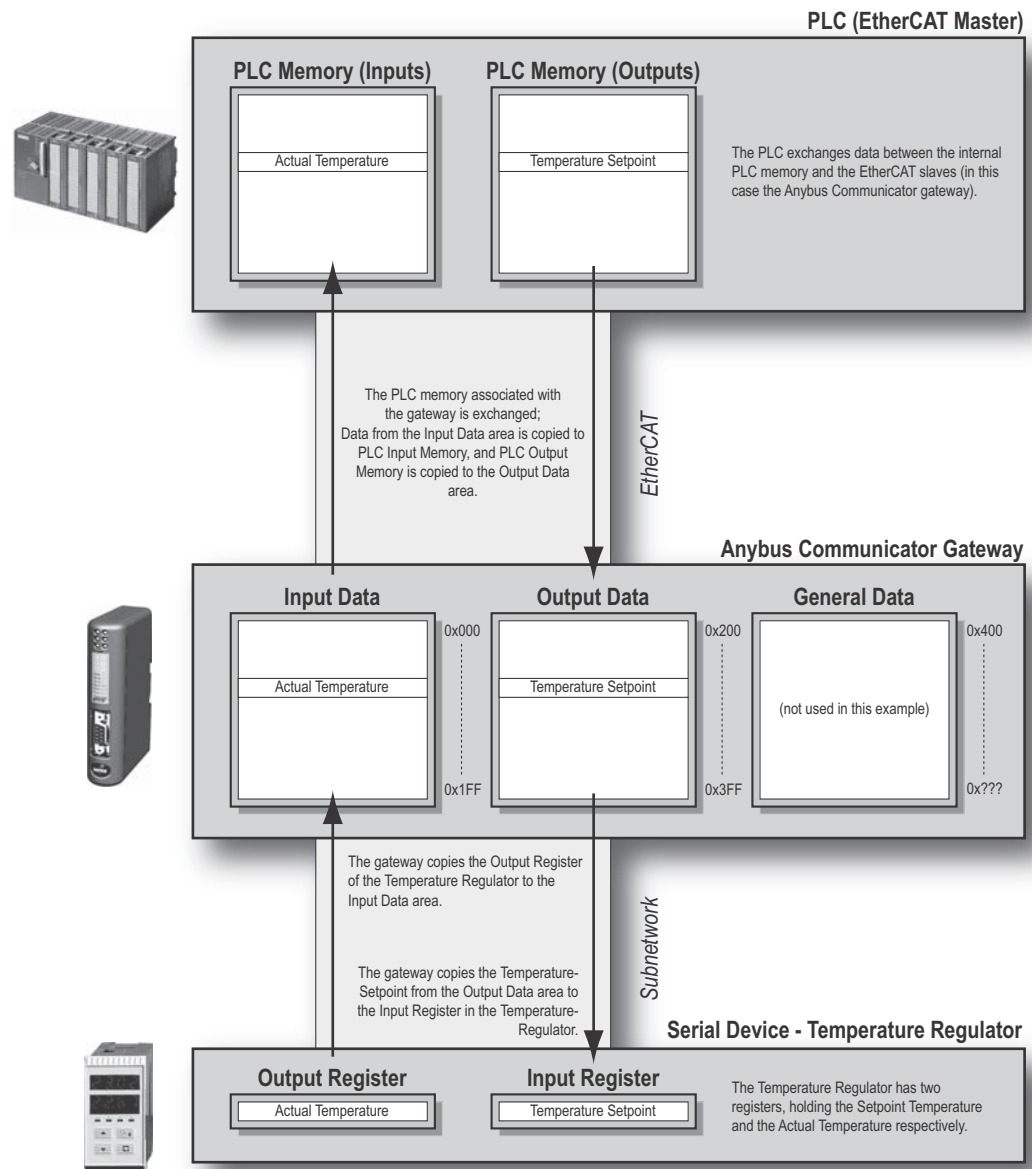 PLC (EtherCAT Master)
PLC Memory (Inputs)
PLC Memory (Outputs)
Actual Temperature
Temperature Setpoint
The PLC exchanges data between the internal
PLC memory and the EtherCAT slaves (in this
case the Anybus Communicator gateway).
The PLC memory associated with
the gateway is exchanged;
Data from the Input Data area is copied to
PLC Input Memory, and PLC Output
Memory is copied to the Output Data
area.
EtherCAT
Anybus Communicator Gateway
Input Data
Output Data
General Data
0x000
0x200
0x400
Actual Temperature
Temperature Setpoint
(not used in this example)
0x1FF
0x3FF
0x???
The gateway copies the Output Register
of the Temperature Regulator to the
Input Data area.
Subnetwork
The gateway copies the Temperature-
Setpoint from the Output Data area to
the Input Register in the Temperature-
Regulator.
Serial Device - Temperature Regulator
Output Register
Input Register
Actual Temperature
Temperature Setpoint
The Temperature Regulator has two
registers, holding the Setpoint Temperature
and the Actual Temperature respectively.